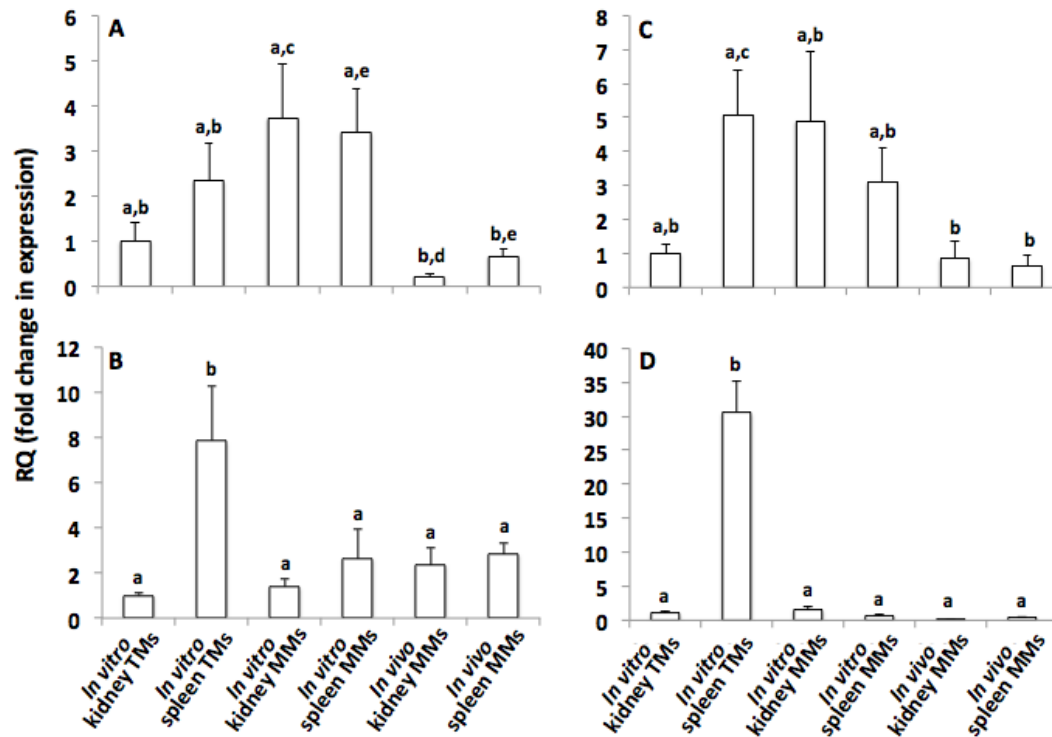 RQ (fold change in expression)
A
6
5
4
3
2
1
0
a,b
a,b
a,c
a,e
b,d
b,e
C
8
7
6
5
4
3
2
1
0
a,b
a,c
a,b
a,b
b
b
B
12
10
8
6
4
2
0
a
b
a
a
a
a
In vitro
kidney TMs
In vitro
spleen TMs
In vitro
kidney MMs
In vitro
spleen MMs
In vivo
kidney MMs
In vivo
spleen MMs
D
40
35
30
25
20
15
10
5
0
a
b
a
a
a
a
In vitro
kidney TMs
In vitro
spleen TMs
In vitro
kidney MMs
In vitro
spleen MMs
In vivo
kidney MMs
In vivo
spleen MMs